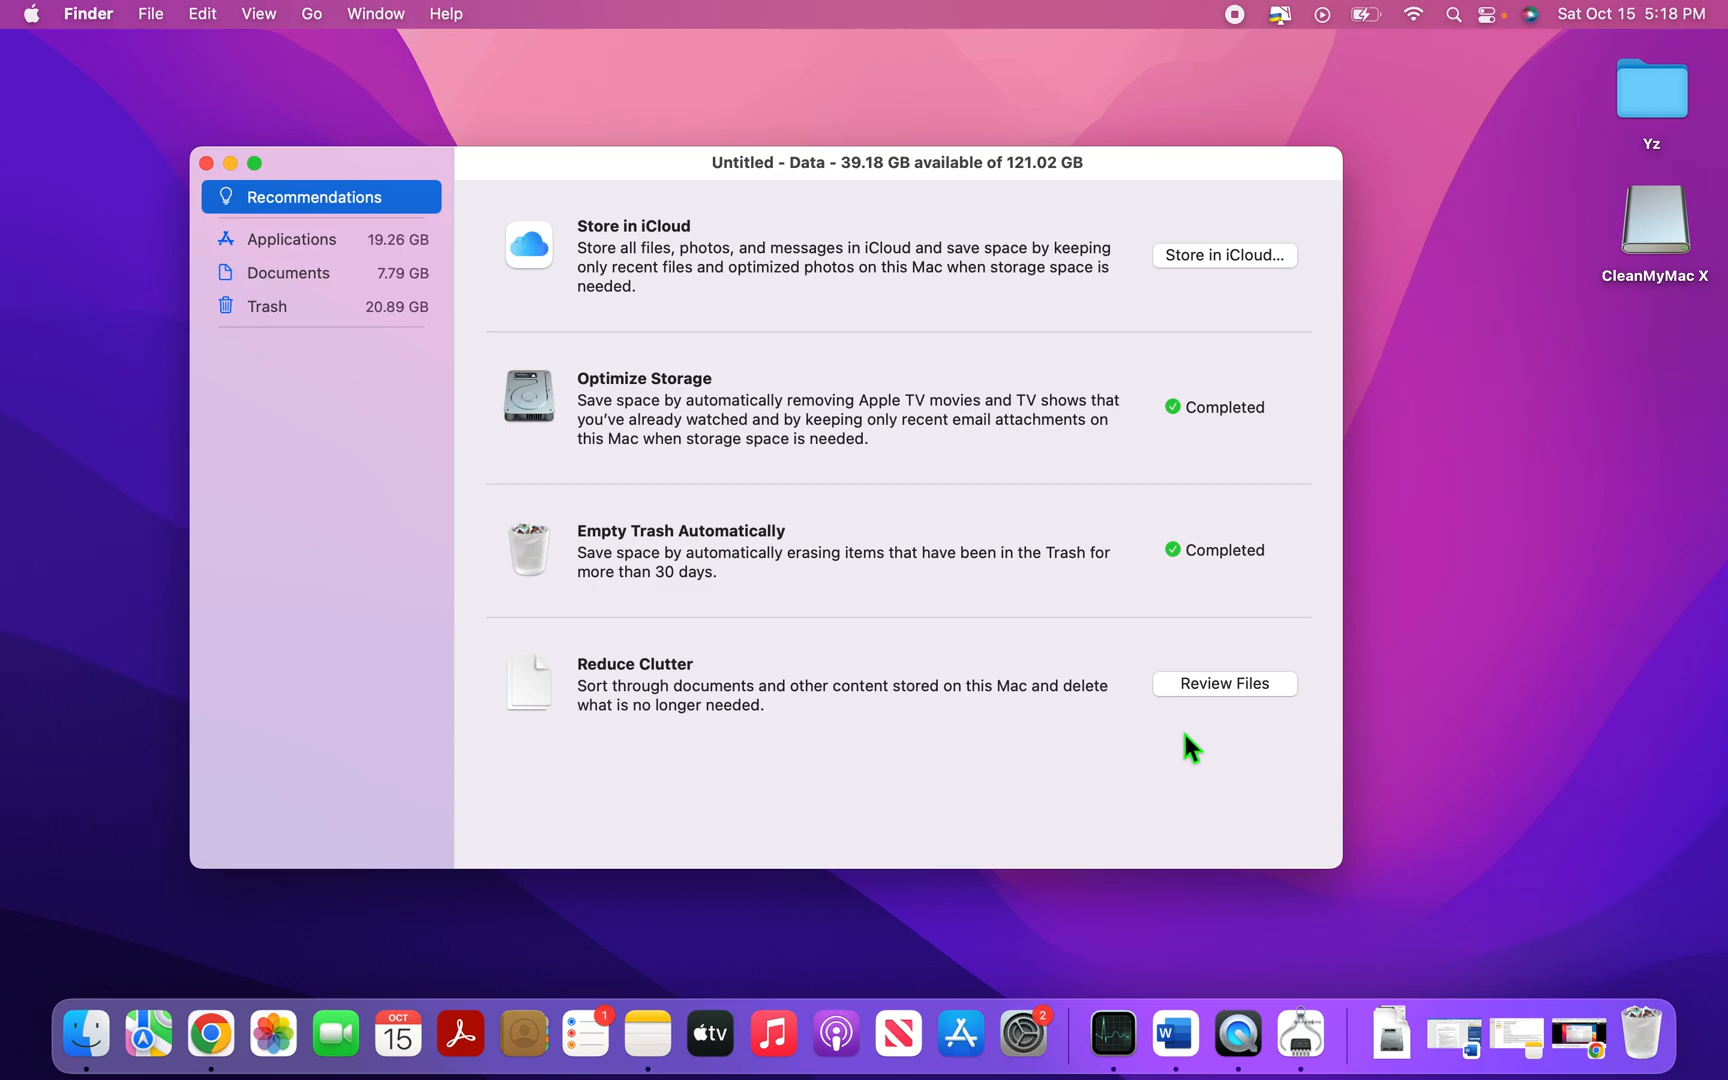 Finder File Edit View Go Window Help Sat Oct 15 5:18 PM
Yz
CleanMyMac X
Untitled - Data - 39.18 GB available of 121.02 GB
Recommendations
Applications 19.26 GB
Documents 7.79 GB
Trash 20.89 GB
Store in iCloud
Store all files, photos, and messages in iCloud and save space by keeping
only recent files and optimized photos on this Mac when storage space is
needed.
Store in iCloud...
Optimize Storage
Save space by automatically removing Apple TV movies and TV shows that
you’ve already watched and by keeping only recent email attachments on
this Mac when storage space is needed.
Completed
Empty Trash Automatically
Save space by automatically erasing items that have been in the Trash for
more than 30 days.
Completed
Reduce Clutter
Sort through documents and other content stored on this Mac and delete
what is no longer needed.
Review Files
OCT
15
1
tv
2
W